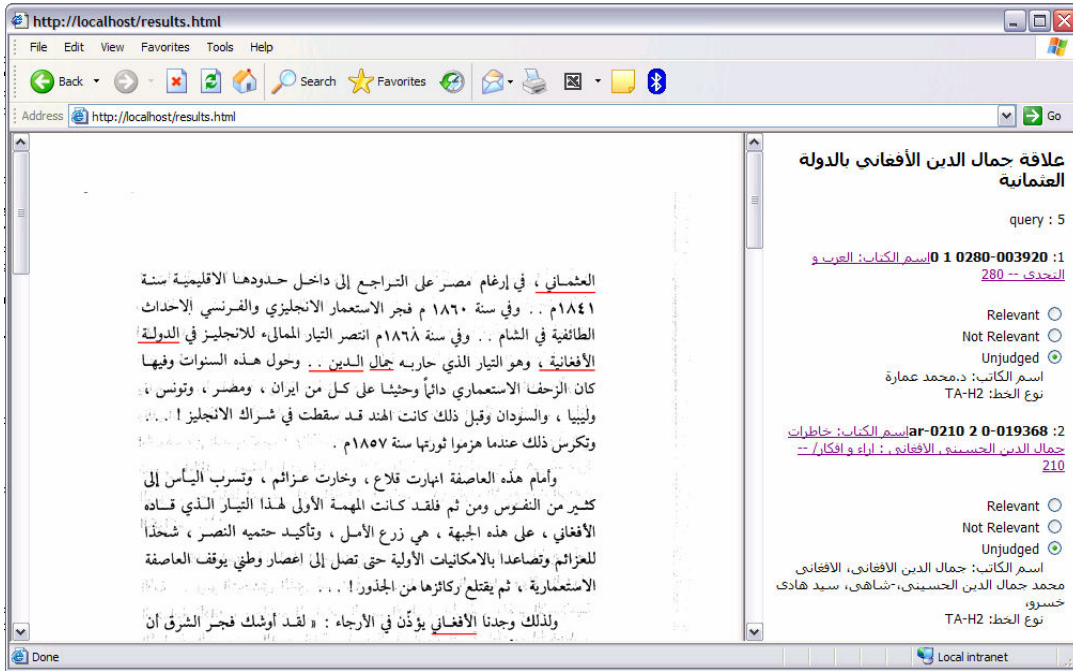 http://localhost/results.html
File Edit View Favorites Tools Help
Back Search Favorites
Address http://localhost/results.html Go
العثماني ، في إرغام مصر على التراجع إلى داخل حدودها الاقليمية سنة
١٨٤١م . . وفي سنة ١٨٦٠ م فجر الاستعمار الانجليزي والفرنسي الاحداث
الطائفية في الشام . . وفي سنة ١٨٦٨م انتصر التيار الممالىء للانجليز في الدولة
الأفغانية ، وهو التيار الذي حاربه جمال الدين . . وحول هذه السنوات وفيها
كان الزحف الاستعماري دائماً وحثيثا على كل من ايران ، ومصر ، وتونس ،
وليبيا ، والسودان وقبل ذلك كانت الهند قد سقطت في شراك الانجليز ! . . .
وتكرس ذلك عندما هزموا ثورتها سنة ١٨٥٧م .
وأمام هذه العاصفة انهارت قلاع ، وخارت عزائم ، وتسرب اليأس إلى
كثير من النفوس ومن ثم فلقد كانت المهمة الأولى لهذا التيار الذي قاده
الأفغاني ، على هذه الجبهة ، هي زرع الأمل ، وتأكيد حتميه النصر ، شحذا
للعزائم وتصاعدا بالامكانيات الأولية حتى تصل إلى اعصار وطني يوقف العاصفة
الاستعمارية ، ثم يقتلع ركائزها من الجذور ! . . .
ولذلك وجدنا الأفغاني يؤذّن في الأرجاء : « لقد أوشك فجر الشرق أن
علاقة جمال الدين الأفغاني بالدولة
العثمانية
query : 5
1: 0280-003920 1 0اسم الكتاب: العرب و
التحدى -- 280
Relevant
Not Relevant
Unjudged
اسم الكاتب: د.محمد عمارة
نوع الخط: TA-H2
2: ar-0210 2 0-019368اسم الكتاب: خاطرات
جمال الدين الحسينى الافغانى : اراء و افكار/ --
210
Relevant
Not Relevant
Unjudged
اسم الكاتب: جمال الدين الافغانى، الافغانى
محمد جمال الدين الحسينى،-شاهى، سيد هادى
خسرو،
نوع الخط: TA-H2
Done Local intranet